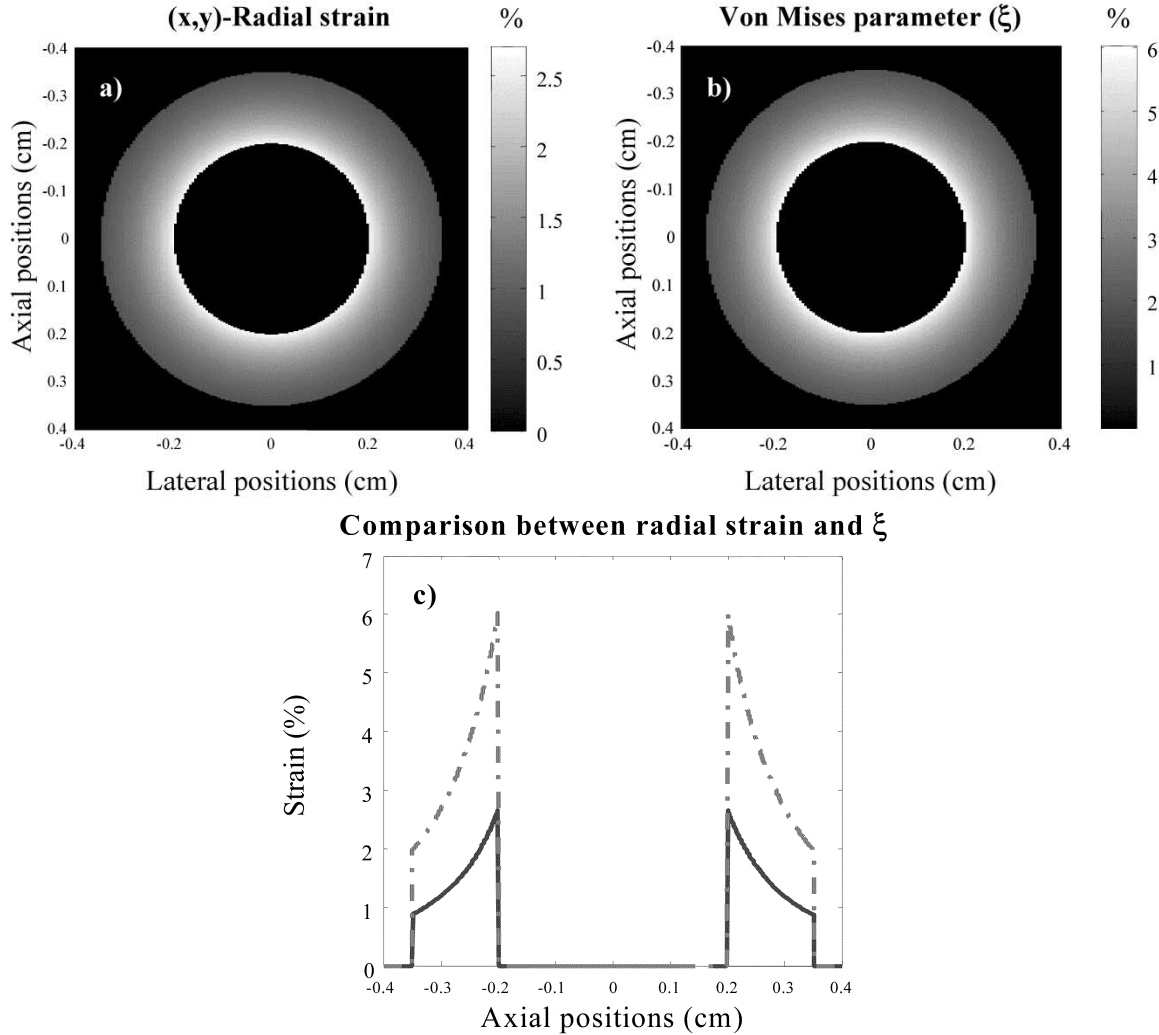 (x,y)-Radial strain
%
a)
-0.4
-0.3
-0.2
-0.1
0
0.1
0.2
0.3
0.4
Axial positions (cm)
-0.4 -0.2 0 0.2 0.4
Lateral positions (cm)
2.5
2
1.5
1
0.5
0
Von Mises parameter (ξ)
%
b)
-0.4
-0.3
-0.2
-0.1
0
0.1
0.2
0.3
0.4
Axial positions (cm)
-0.4 -0.2 0 0.2 0.4
Lateral positions (cm)
6
5
4
3
2
1
Comparison between radial strain and ξ
c)
7
6
5
4
3
2
1
0
Strain (%)
-0.4 -0.3 -0.2 -0.1 0 0.1 0.2 0.3 0.4
Axial positions (cm)